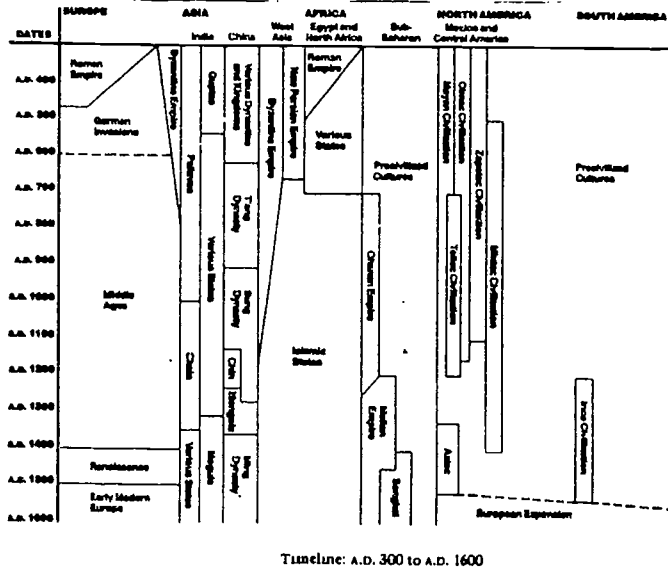 EUROPE
ASIA
AFRICA
NORTH AMERICA
SOUTH AMERICA
DATES
India
China
West
Asia
Egypt and
North Africa
Sub-
Saharan
Mexico and
Central America
A.D. 400
A.D. 500
A.D. 600
A.D. 700
A.D. 800
A.D. 900
A.D. 1000
A.D. 1100
A.D. 1200
A.D. 1300
A.D. 1400
A.D. 1500
A.D. 1600
Roman
Empire
German
Invasions
Middle
Ages
Renaissance
Early Modern
Europe
Byzantine Empire
Pallavas
Chola
Various States
Guptas
Various States
Moguls
Various Dynasties
and Kingdoms
T'ang
Dynasty
Sung
Dynasty
Chin
Mongols
Ming
Dynasty
Byzantine Empire
New Persian Empire
Roman
Empire
Various
States
Islamic
States
Precivilized
Cultures
Ghanan Empire
Malian
Empire
Songhai
Mayan Civilization
Olmec Civilization
Zapotec Civilization
Mixtec Civilization
Toltec Civilization
Aztec
Precivilized
Cultures
Inca Civilization
European Expansion
Timeline: A.D. 300 to A.D. 1600